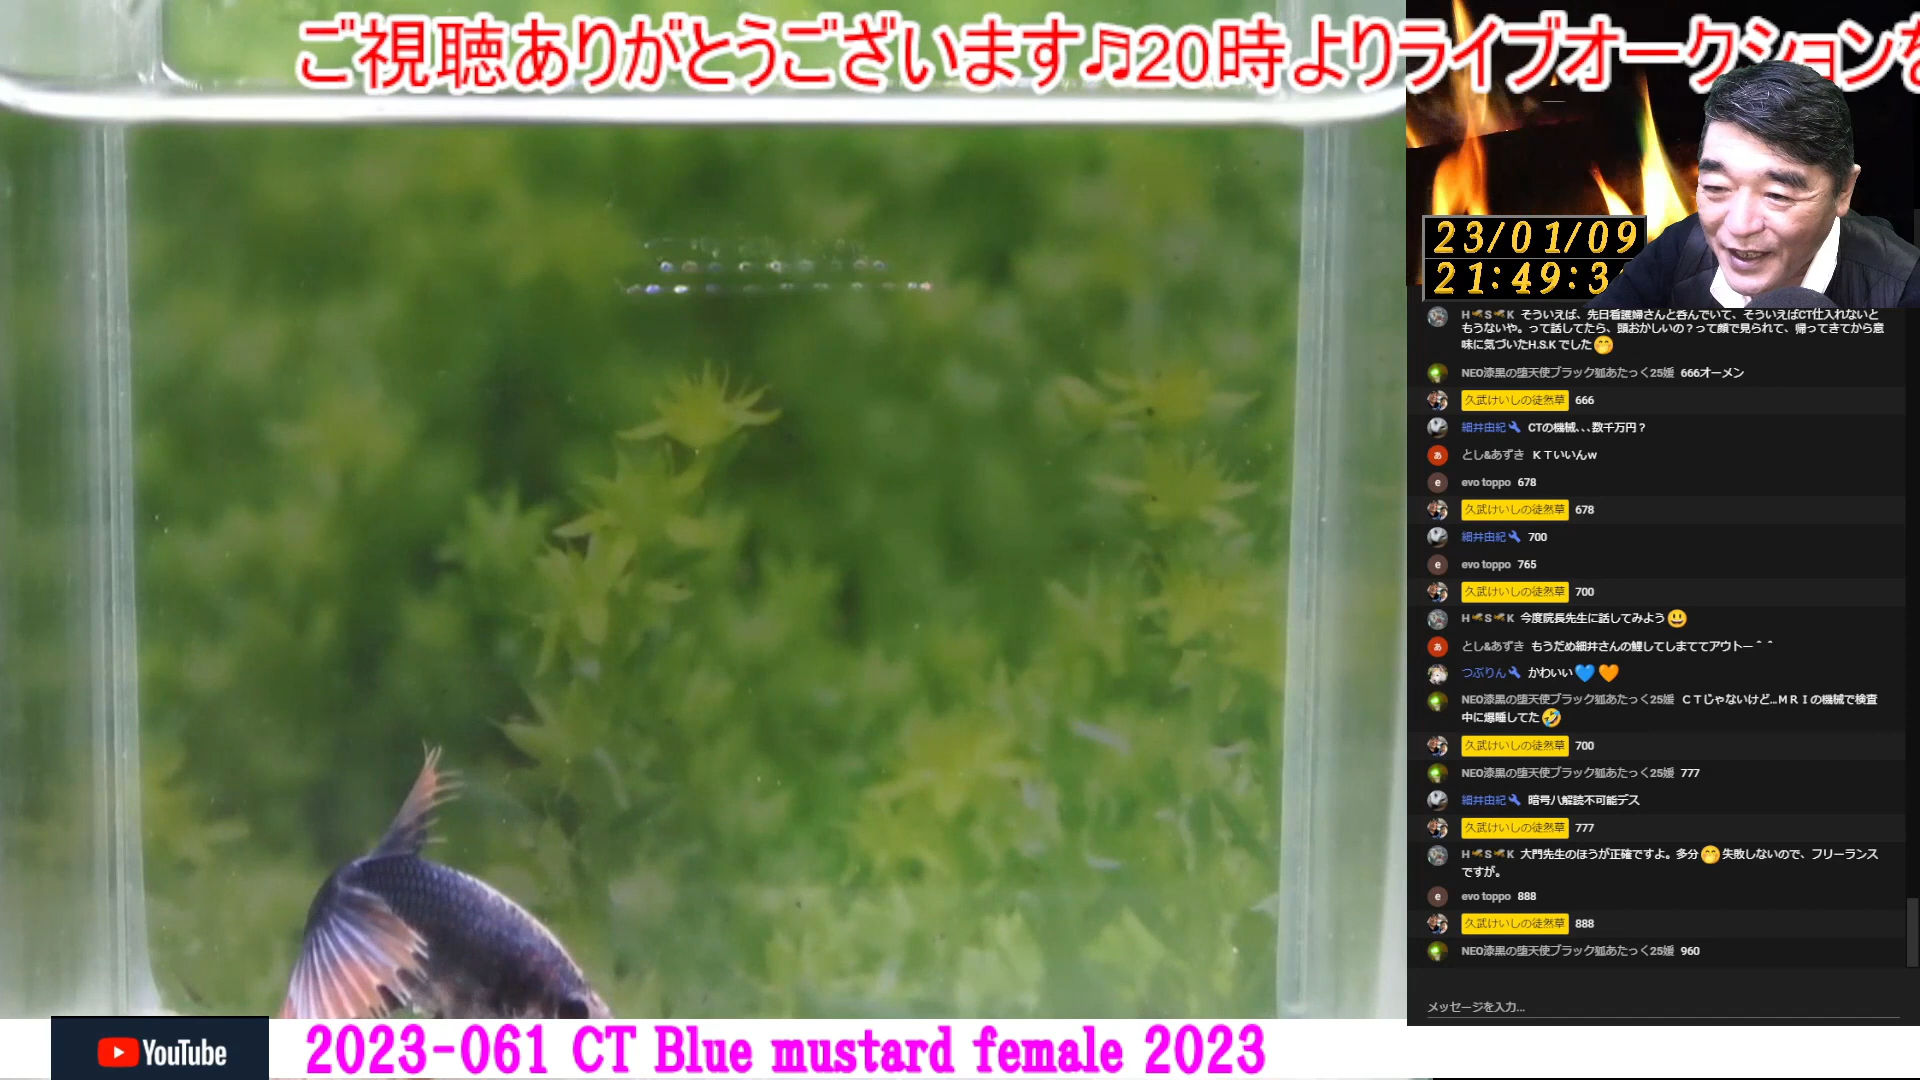 ご視聴ありがとうございます♫20時よりライブオークションを
23/01/09
21:49:3
H S K そういえば、先日看護婦さんと呑んでいて、そういえばCT仕入れないと
もうないや。って話してたら、頭おかしいの？って顔で見られて、帰ってきてから意
味に気づいたH.S.K でした🤭
NEO漆黒の堕天使ブラック狐あたっく25媛 666オーメン
久武けいしの徒然草 666
細井由紀 CTの機械､､､数千万円？
あ とし&あずき ＫＴいいんw
e evo toppo 678
久武けいしの徒然草 678
細井由紀 700
e evo toppo 765
久武けいしの徒然草 700
H S K 今度院長先生に話してみよう😃
あ とし&あずき もうだめ細井さんの鯉してしまててアウトー＾＾
つぶりん かわいい💙🧡
NEO漆黒の堕天使ブラック狐あたっく25媛 ＣＴじゃないけど...ＭＲＩの機械で検査
中に爆睡してた🤣
久武けいしの徒然草 700
NEO漆黒の堕天使ブラック狐あたっく25媛 777
細井由紀 暗号八解読不可能デス
久武けいしの徒然草 777
H S K 大門先生のほうが正確ですよ。多分🤭失敗しないので、フリーランス
ですが。
e evo toppo 888
久武けいしの徒然草 888
NEO漆黒の堕天使ブラック狐あたっく25媛 960
メッセージを入力...
YouTube 2023-061 CT Blue mustard female 2023